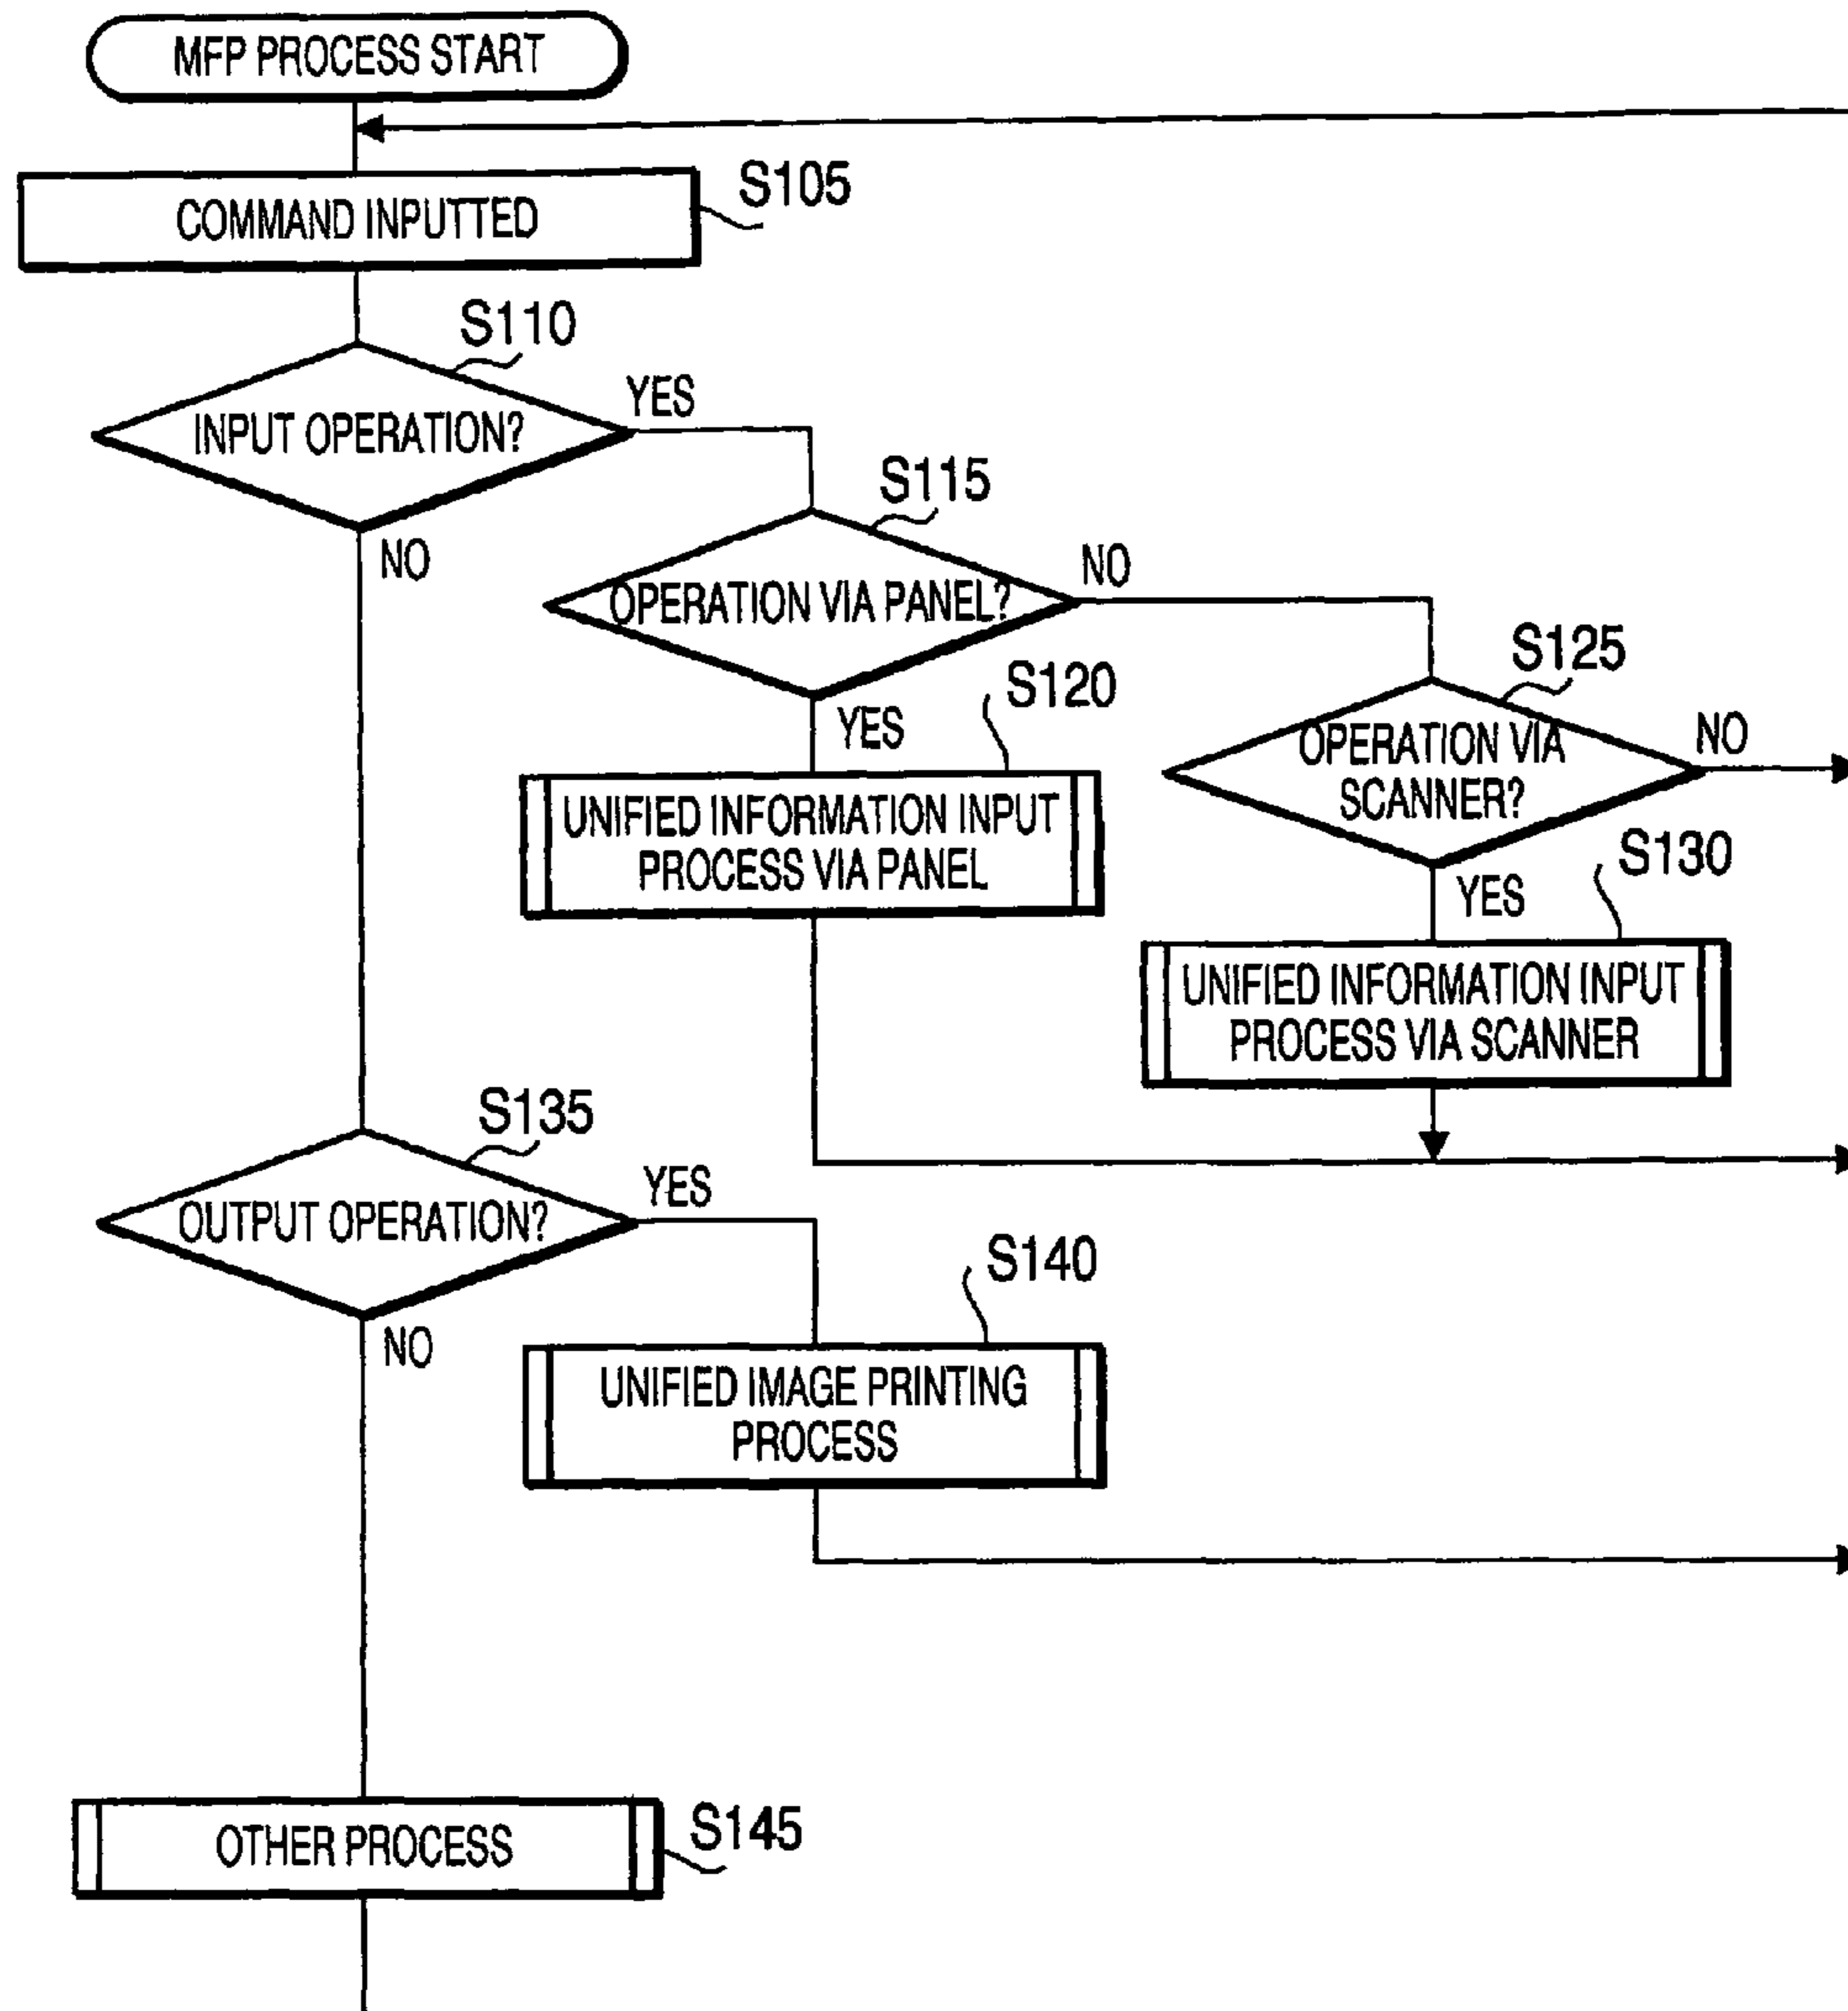 MFP PROCESS START
S105
COMMAND INPUTTED
S110
YES
INPUT OPERATION?
NO
S115
NO
OPERATION VIA PANEL?
YES
S120
UNIFIED INFORMATION INPUT
PROCESS VIA PANEL
S125
NO
OPERATION VIA
SCANNER?
YES
S130
UNIFIED INFORMATION INPUT
PROCESS VIA SCANNER
S135
YES
OUTPUT OPERATION?
NO
S140
UNIFIED IMAGE PRINTING
PROCESS
OTHER PROCESS
S145